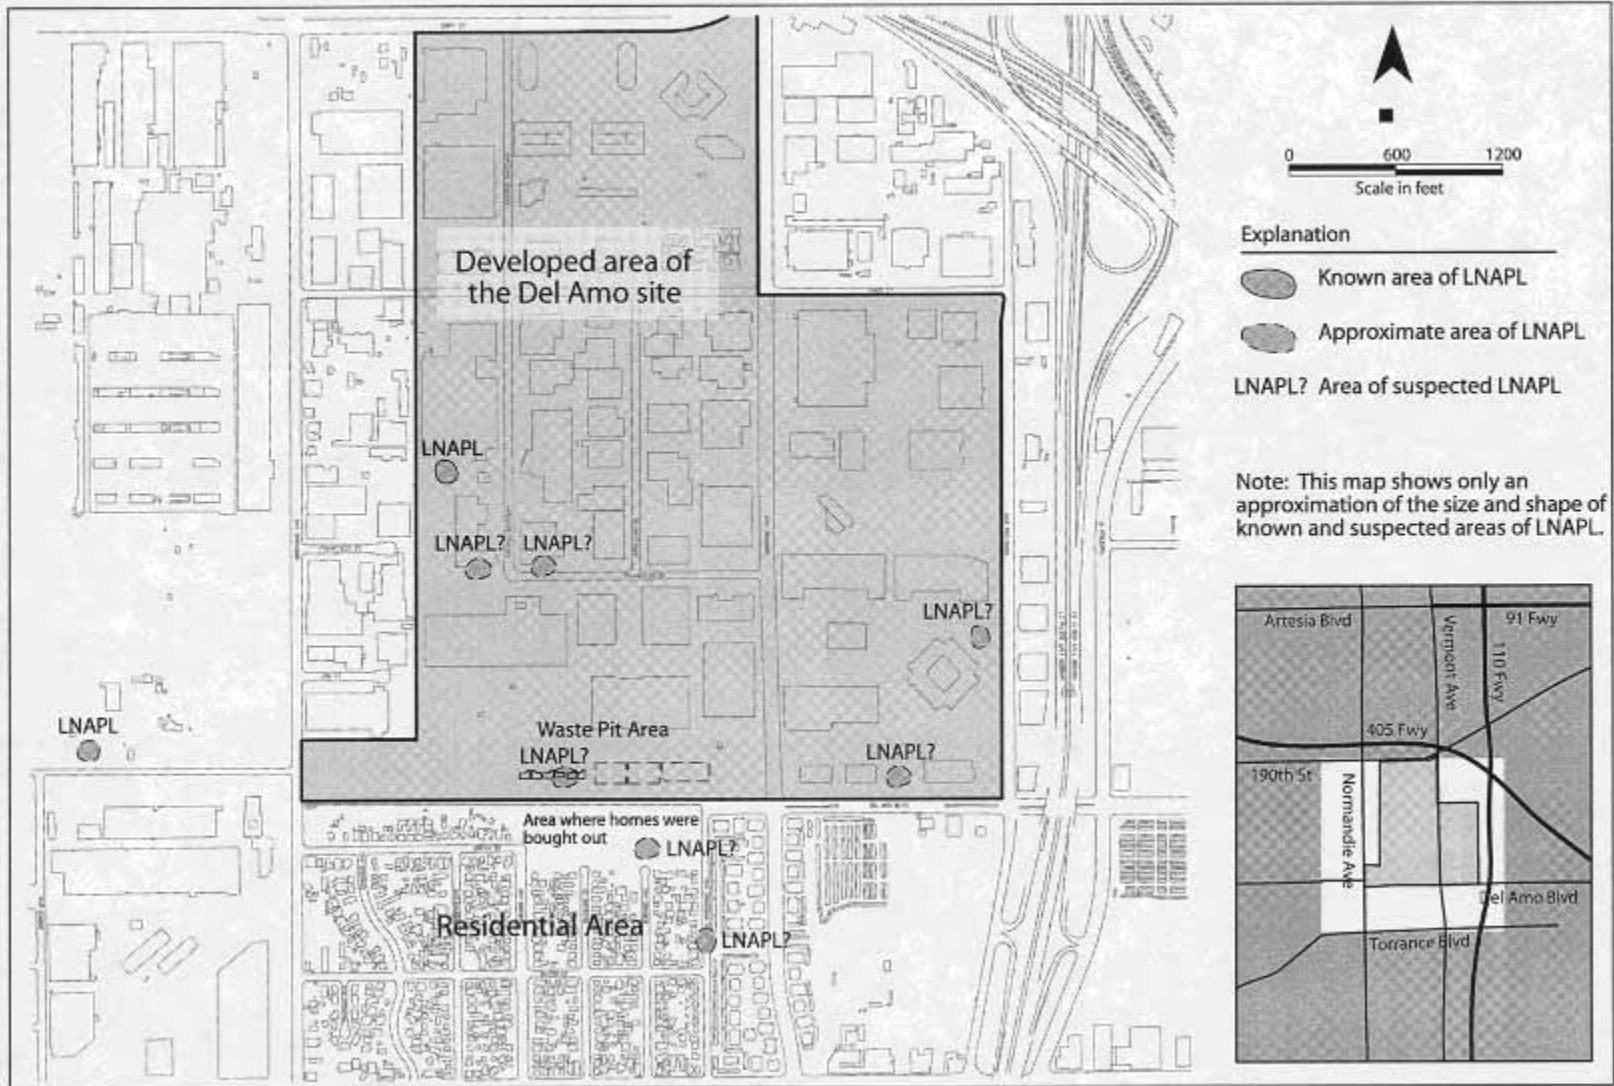 Developed area of
the Del Amo site
LNAPL
LNAPL?
LNAPL?
LNAPL?
LNAPL
Waste Pit Area
LNAPL?
LNAPL?
Area where homes were
bought out
LNAPL?
Residential Area
LNAPL?
0 600 1200
Scale in feet
Explanation
Known area of LNAPL
Approximate area of LNAPL
LNAPL? Area of suspected LNAPL
Note: This map shows only an
approximation of the size and shape of
known and suspected areas of LNAPL.
Artesia Blvd
Vermont Ave
91 Fwy
110 Fwy
405 Fwy
190th St
Normandie Ave
Del Amo Blvd
Torrance Blvd